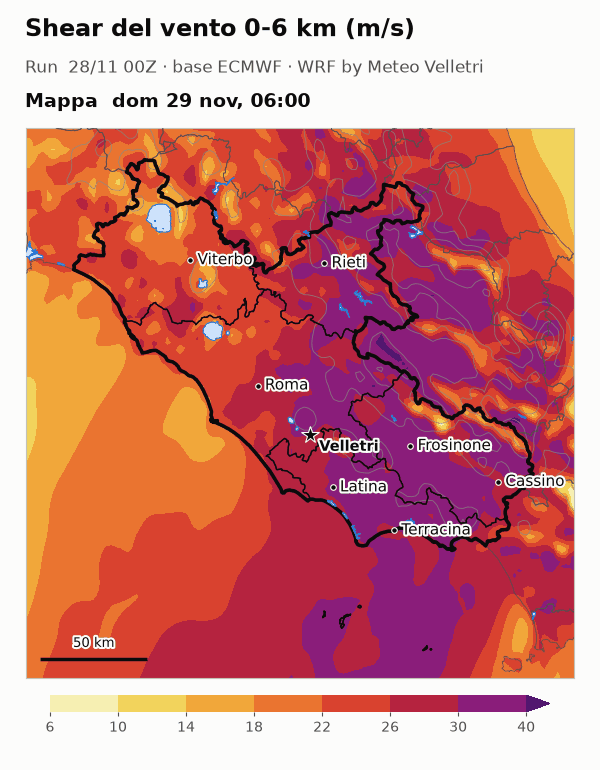 Shear del vento 0-6 km (m/s)
Run  28/11 00Z · base ECMWF · WRF by Meteo Velletri
Mappa  dom 29 nov, 06:00
Viterbo
Rieti
Roma
Velletri
Frosinone
Cassino
Latina
Terracina
50 km
6 10 14 18 22 26 30 40